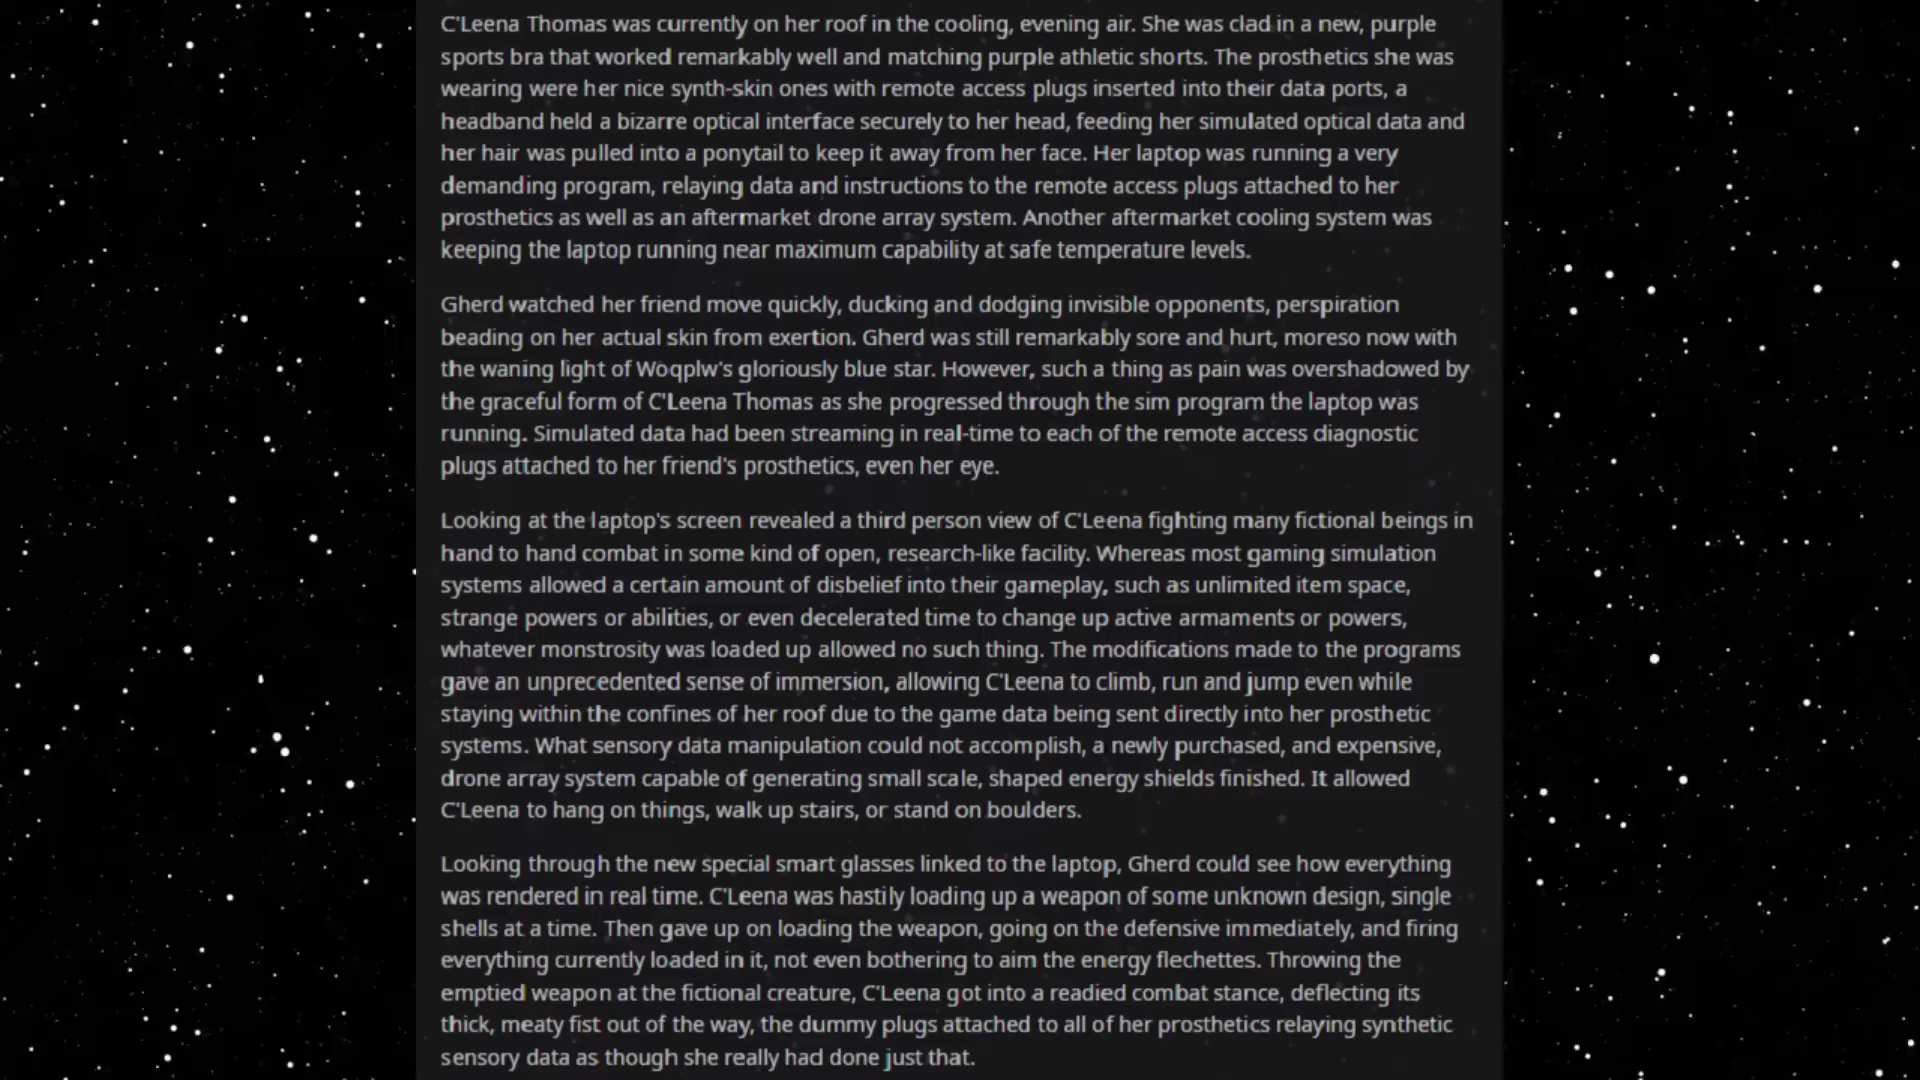 C'Leena Thomas was currently on her roof in the cooling, evening air. She was clad in a new, purple
sports bra that worked remarkably well and matching purple athletic shorts. The prosthetics she was
wearing were her nice synth-skin ones with remote access plugs inserted into their data ports, a
headband held a bizarre optical interface securely to her head, feeding her simulated optical data and
her hair was pulled into a ponytail to keep it away from her face. Her laptop was running a very
demanding program, relaying data and instructions to the remote access plugs attached to her
prosthetics as well as an aftermarket drone array system. Another aftermarket cooling system was
keeping the laptop running near maximum capability at safe temperature levels.
Gherd watched her friend move quickly, ducking and dodging invisible opponents, perspiration
beading on her actual skin from exertion. Gherd was still remarkably sore and hurt, moreso now with
the waning light of Woqplw's gloriously blue star. However, such a thing as pain was overshadowed by
the graceful form of C'Leena Thomas as she progressed through the sim program the laptop was
running. Simulated data had been streaming in real-time to each of the remote access diagnostic
plugs attached to her friend's prosthetics, even her eye.
Looking at the laptop's screen revealed a third person view of C'Leena fighting many fictional beings in
hand to hand combat in some kind of open, research-like facility. Whereas most gaming simulation
systems allowed a certain amount of disbelief into their gameplay, such as unlimited item space,
strange powers or abilities, or even decelerated time to change up active armaments or powers,
whatever monstrosity was loaded up allowed no such thing. The modifications made to the programs
gave an unprecedented sense of immersion, allowing C'Leena to climb, run and jump even while
staying within the confines of her roof due to the game data being sent directly into her prosthetic
systems. What sensory data manipulation could not accomplish, a newly purchased, and expensive,
drone array system capable of generating small scale, shaped energy shields finished. It allowed
C'Leena to hang on things, walk up stairs, or stand on boulders.
Looking through the new special smart glasses linked to the laptop, Gherd could see how everything
was rendered in real time. C'Leena was hastily loading up a weapon of some unknown design, single
shells at a time. Then gave up on loading the weapon, going on the defensive immediately, and firing
everything currently loaded in it, not even bothering to aim the energy flechettes. Throwing the
emptied weapon at the fictional creature, C'Leena got into a readied combat stance, deflecting its
thick, meaty fist out of the way, the dummy plugs attached to all of her prosthetics relaying synthetic
sensory data as though she really had done just that.